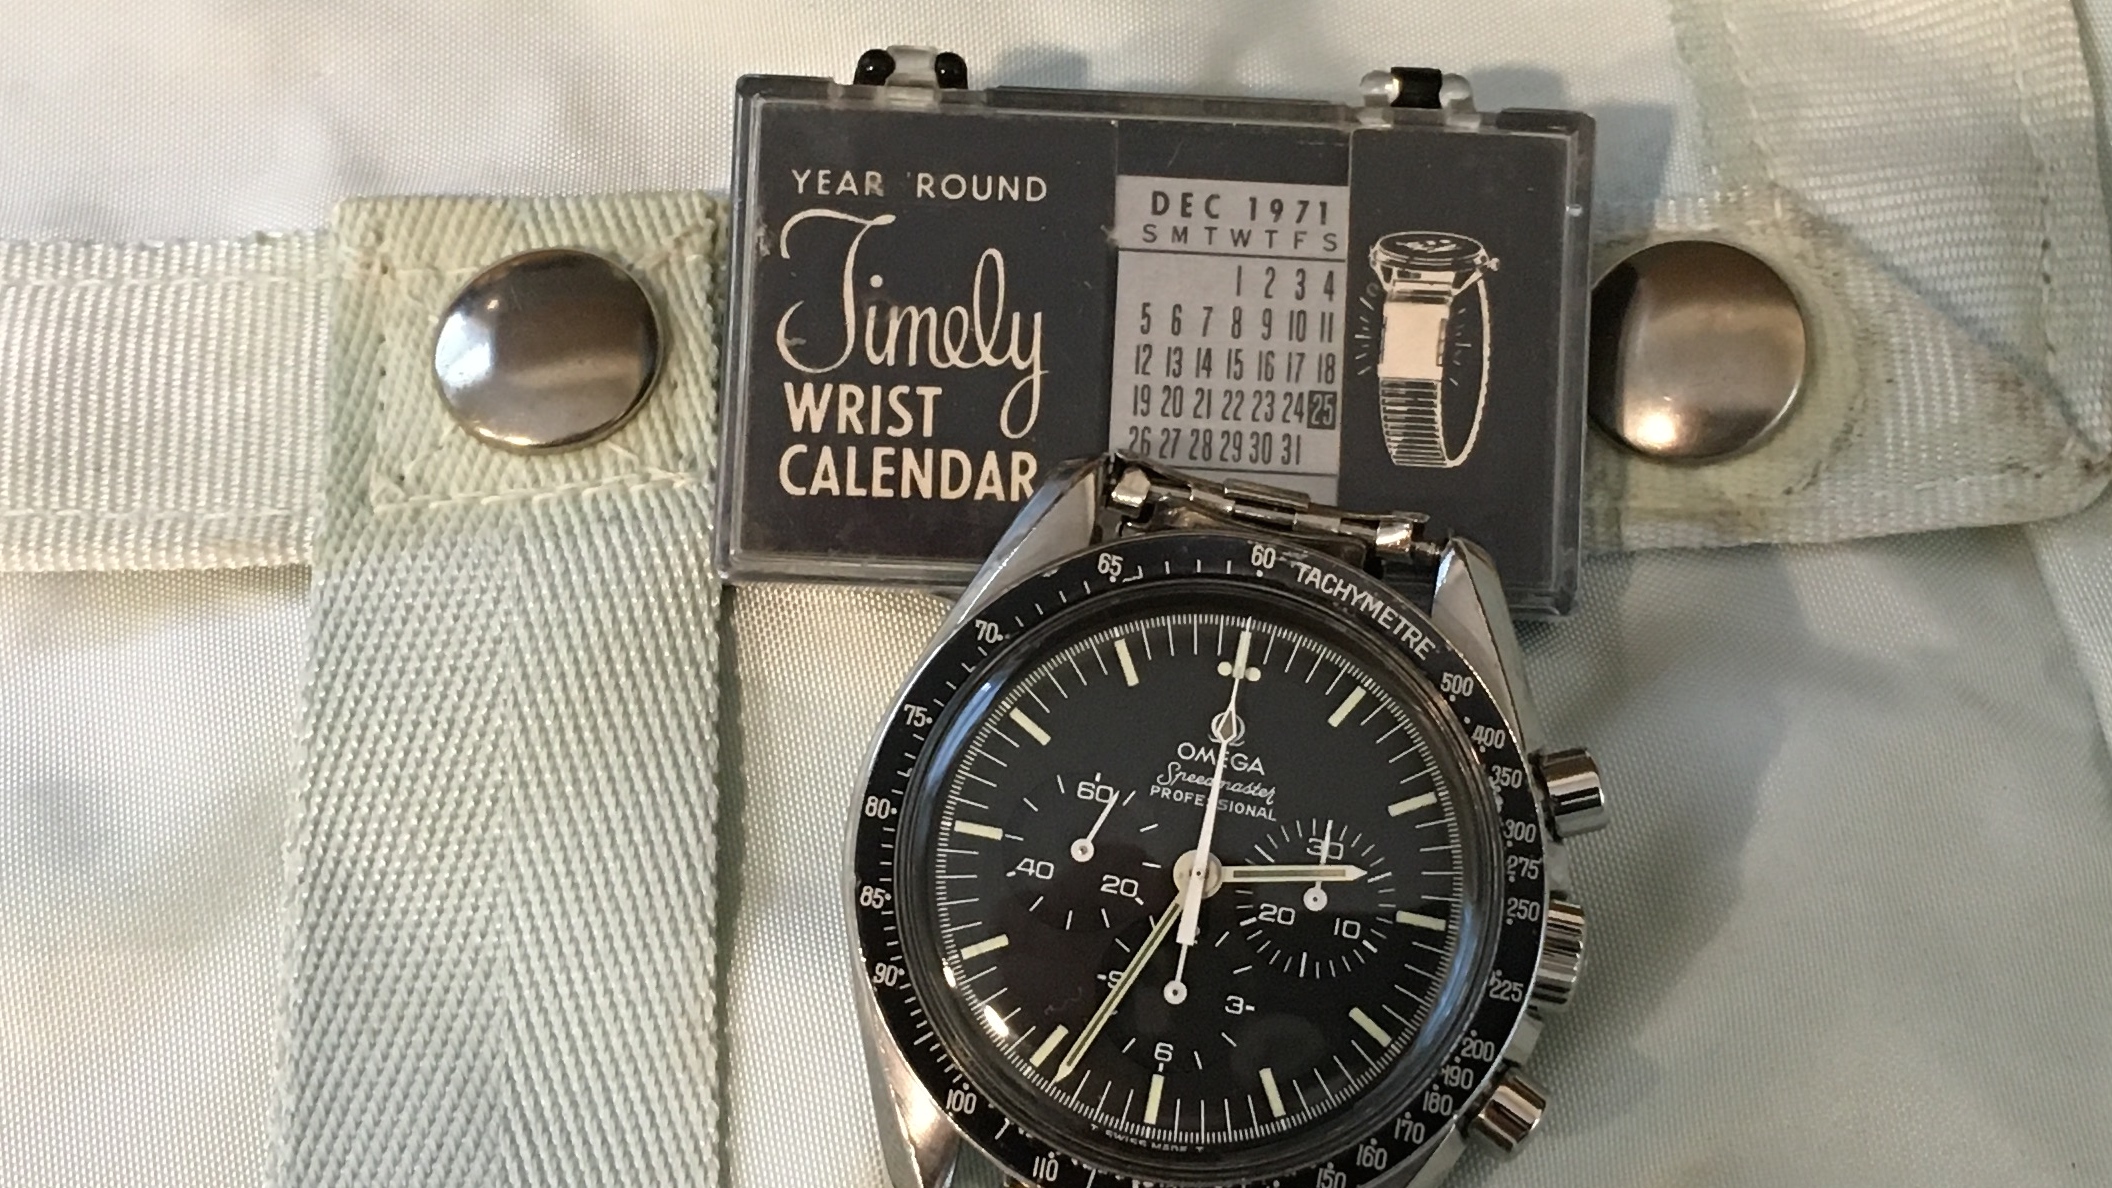 YEAR 'ROUND
Timely
WRIST
CALENDAR
DEC 1971
S M T W T F S
1 2 3 4
5 6 7 8 9 10 11
12 13 14 15 16 17 18
19 20 21 22 23 24 25
26 27 28 29 30 31
60 TACHYMETRE
500
400
350
300
275
250
225
200
190
180
170
160
150
110
100
90
85
80
75
70
65
OMEGA
Speedmaster
PROFESSIONAL
60
40
20
30
20
10
9
3
6
T SWISS MADE T